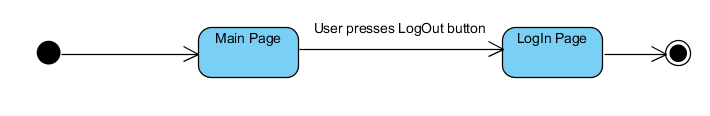 User presses LogOut button
Main Page
LogIn Page